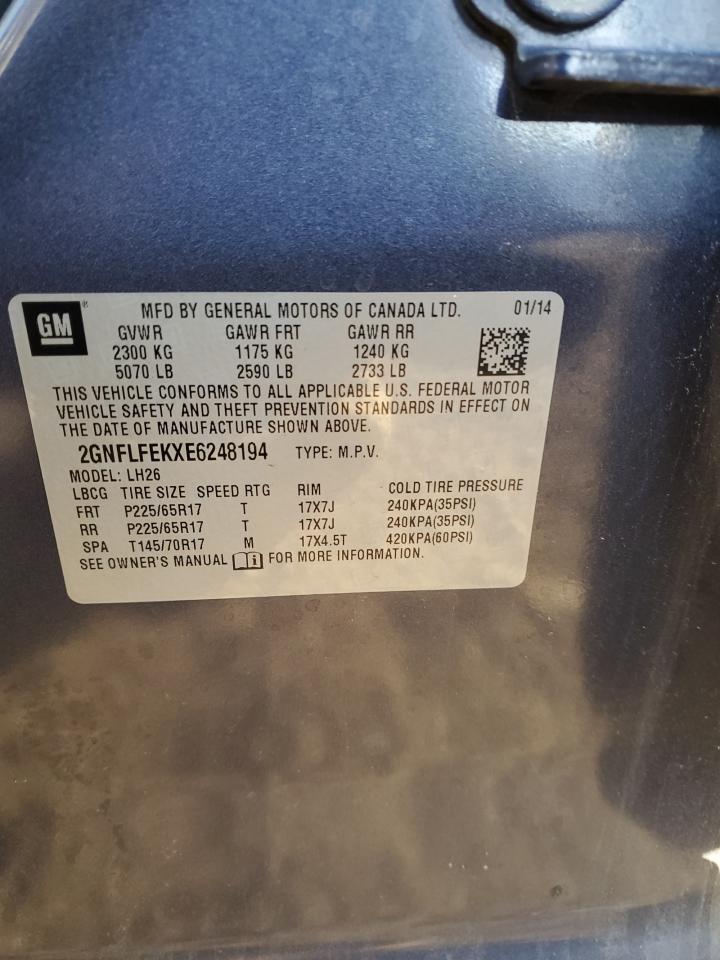 GM® MFD BY GENERAL MOTORS OF CANADA LTD. 01/14
GVWR GAWR FRT GAWR RR
2300 KG 1175 KG 1240 KG
5070 LB 2590 LB 2733 LB
THIS VEHICLE CONFORMS TO ALL APPLICABLE U.S. FEDERAL MOTOR
VEHICLE SAFETY AND THEFT PREVENTION STANDARDS IN EFFECT ON
THE DATE OF MANUFACTURE SHOWN ABOVE.
2GNFLFEKXE6248194 TYPE: M.P.V.
MODEL: LH26
LBCG TIRE SIZE SPEED RTG RIM COLD TIRE PRESSURE
FRT P225/65R17 T 17X7J 240KPA(35PSI)
RR P225/65R17 T 17X7J 240KPA(35PSI)
SPA T145/70R17 M 17X4.5T 420KPA(60PSI)
SEE OWNER'S MANUAL i FOR MORE INFORMATION.